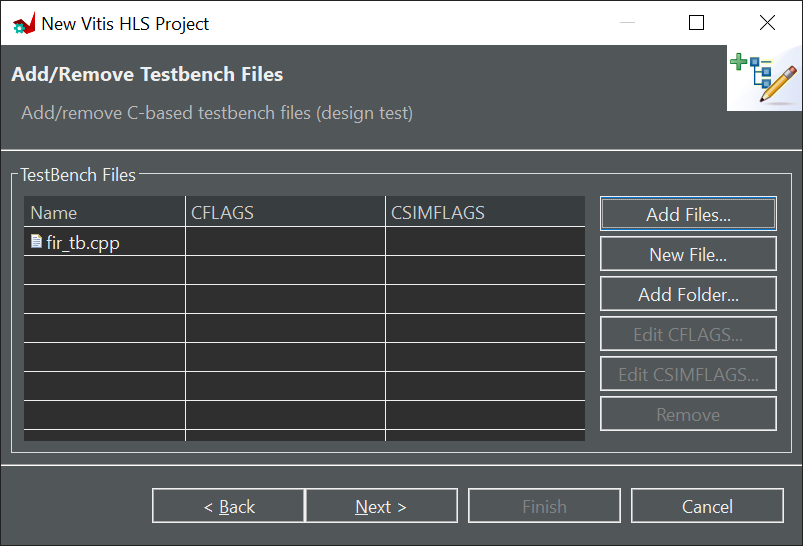 New Vitis HLS Project
Add/Remove Testbench Files
Add/remove C-based testbench files (design test)
TestBench Files
Name CFLAGS CSIMFLAGS
fir_tb.cpp
Add Files...
New File...
Add Folder...
Edit CFLAGS...
Edit CSIMFLAGS...
Remove
< Back Next > Finish Cancel